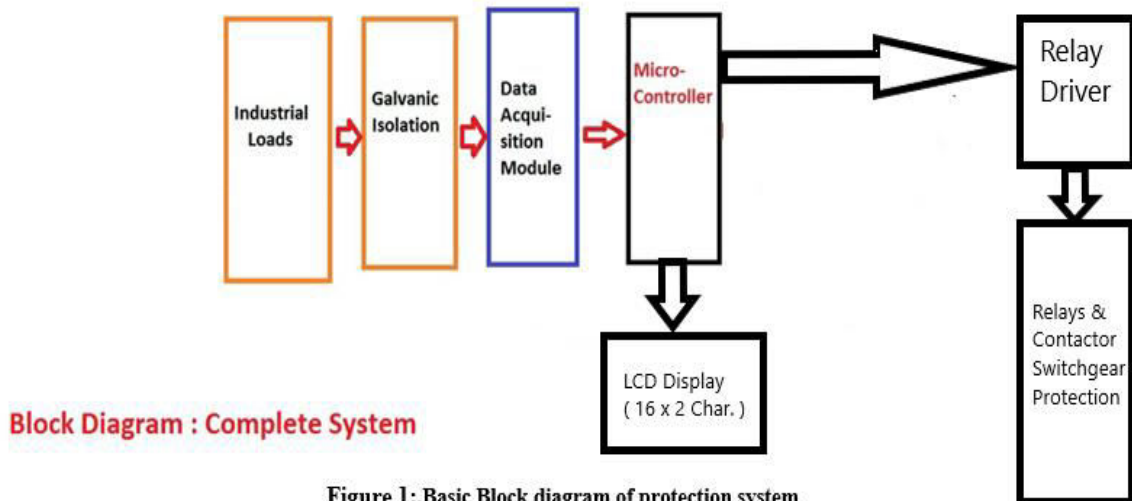 Industrial
Loads
Galvanic
Isolation
Data
Acqui-
sition
Module
Micro-
Controller
Relay
Driver
LCD Display
( 16 x 2 Char. )
Relays &
Contactor
Switchgear
Protection
Block Diagram : Complete System
Figure 1: Basic Block diagram of protection system